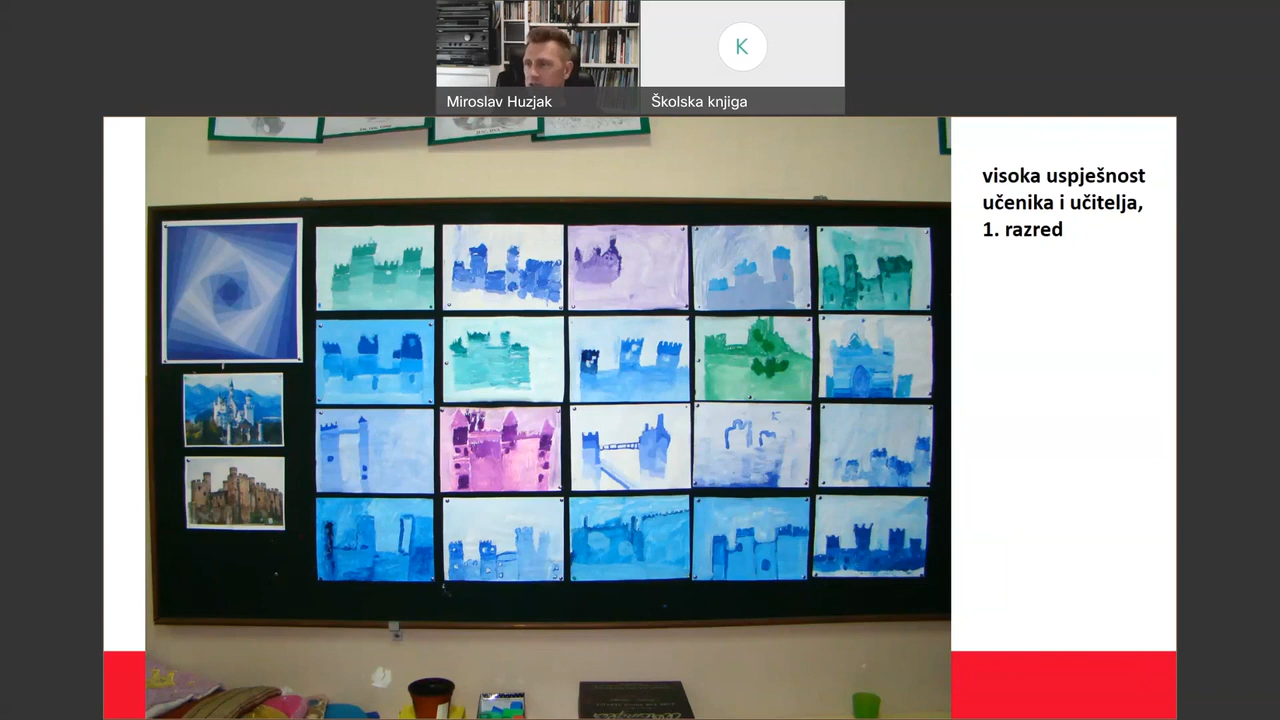 Miroslav Huzjak
K
Školska knjiga
visoka uspješnost
učenika i učitelja,
1. razred